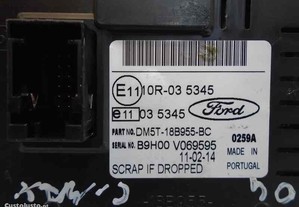 E11 10R-03 5345
e11 03 5345
Ford
PART NO. DM5T-18B955-BC
0259A
SERIAL NO. B9H00 V069595
11-02-14
MADE IN
PORTUGAL
SCRAP IF DROPPED